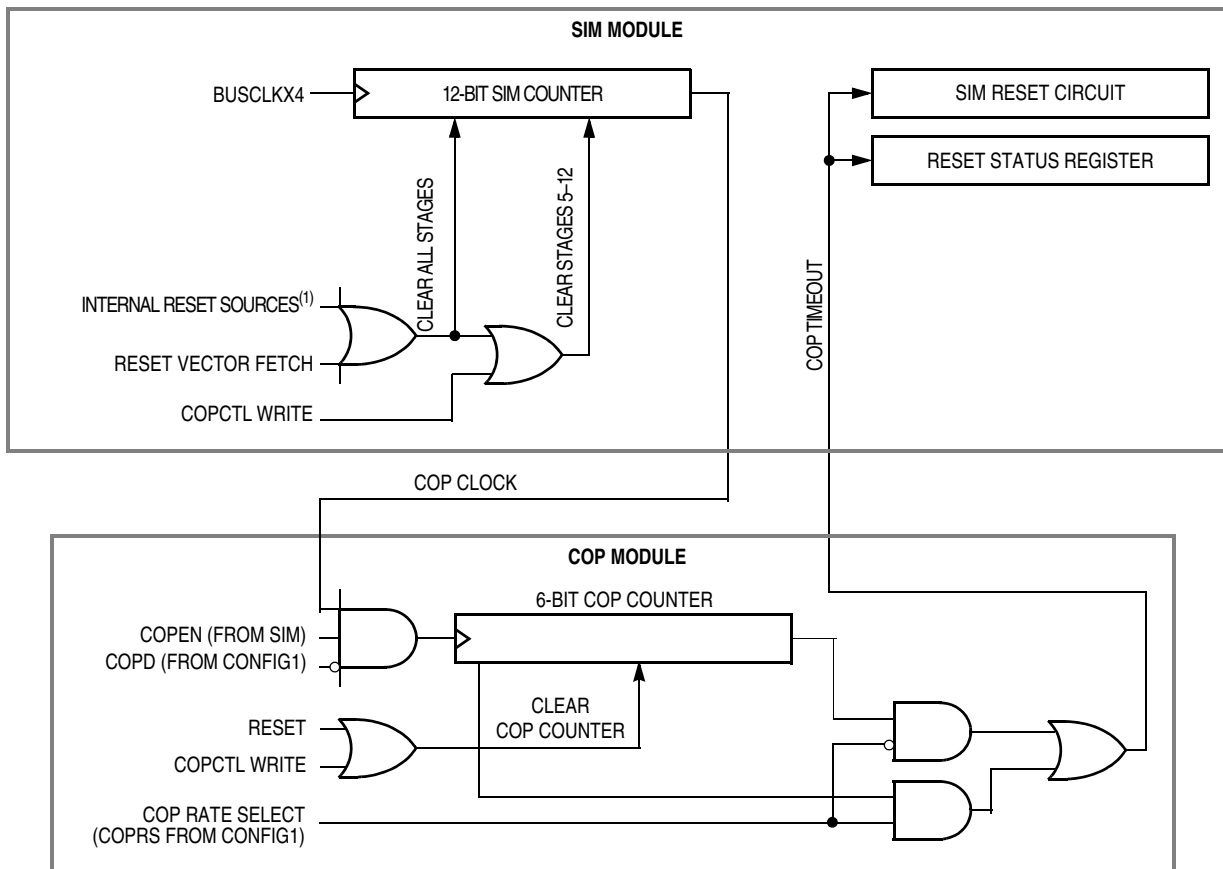 SIM MODULE
BUSCLKX4
12-BIT SIM COUNTER
SIM RESET CIRCUIT
RESET STATUS REGISTER
CLEAR ALL STAGES
CLEAR STAGES 5–12
COP TIMEOUT
INTERNAL RESET SOURCES(1)
RESET VECTOR FETCH
COPCTL WRITE
COP CLOCK
COP MODULE
6-BIT COP COUNTER
COPEN (FROM SIM)
COPD (FROM CONFIG1)
CLEAR
COP COUNTER
RESET
COPCTL WRITE
COP RATE SELECT
(COPRS FROM CONFIG1)